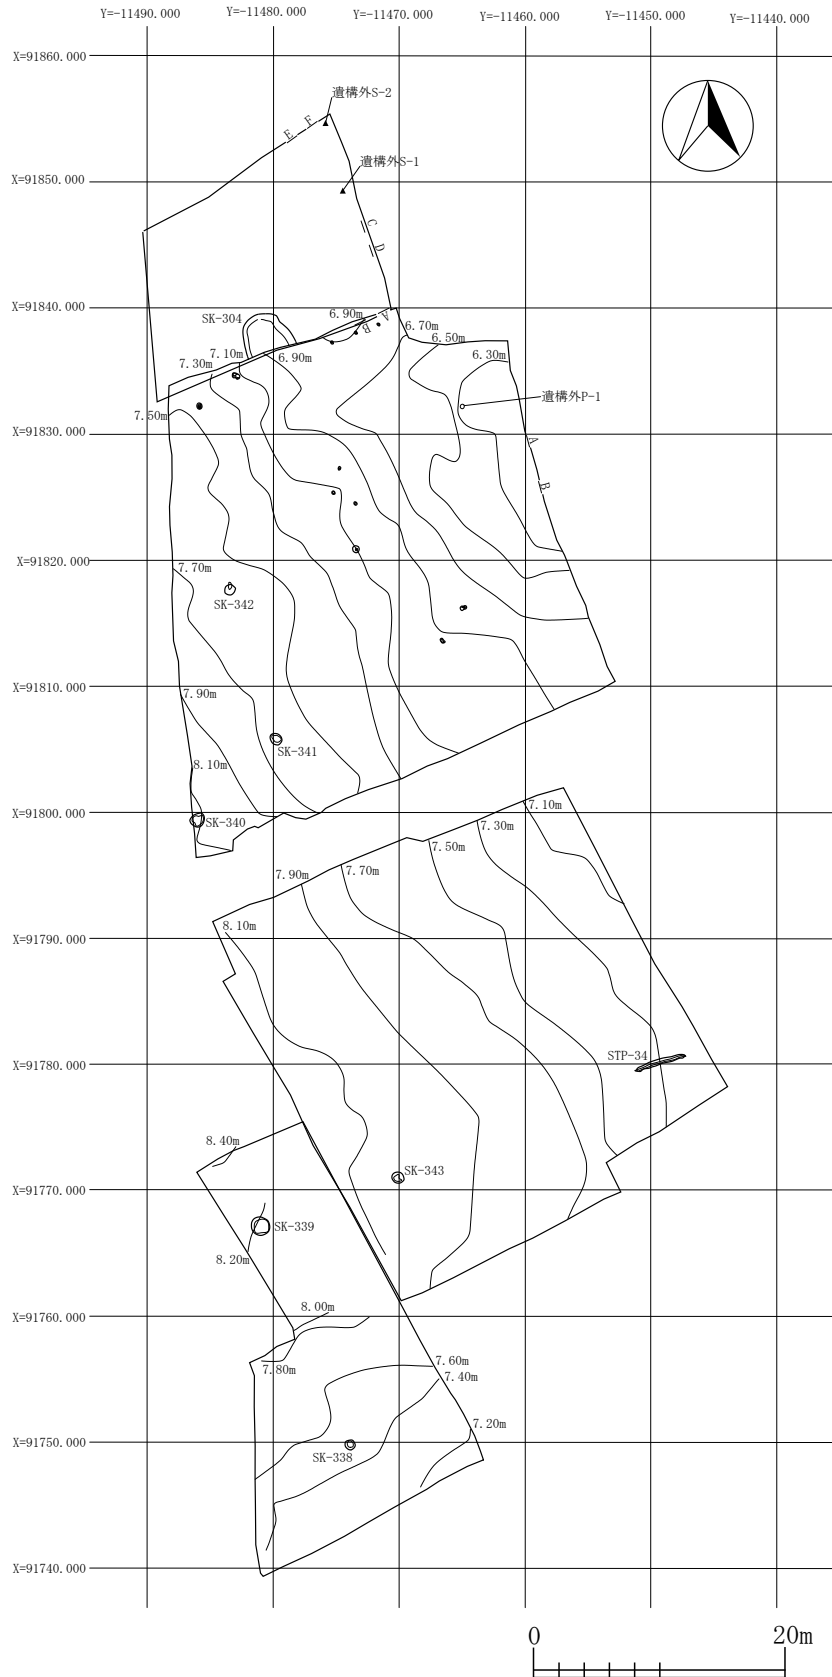 Y=-11490.000
Y=-11480.000
Y=-11470.000
Y=-11460.000
Y=-11450.000
Y=-11440.000
X=91860.000
遺構外S-2
E
F
遺構外S-1
X=91850.000
C
D
X=91840.000
SK-304
6.90m
A
B
6.70m
6.50m
6.30m
7.10m
6.90m
7.30m
遺構外P-1
7.50m
X=91830.000
A
B
X=91820.000
7.70m
SK-342
X=91810.000
7.90m
SK-341
8.10m
X=91800.000
SK-340
7.10m
7.30m
7.50m
7.70m
7.90m
8.10m
X=91790.000
STP-34
X=91780.000
8.40m
SK-343
X=91770.000
SK-339
8.20m
8.00m
X=91760.000
7.60m
7.80m
7.40m
7.20m
X=91750.000
SK-338
X=91740.000
0
20m